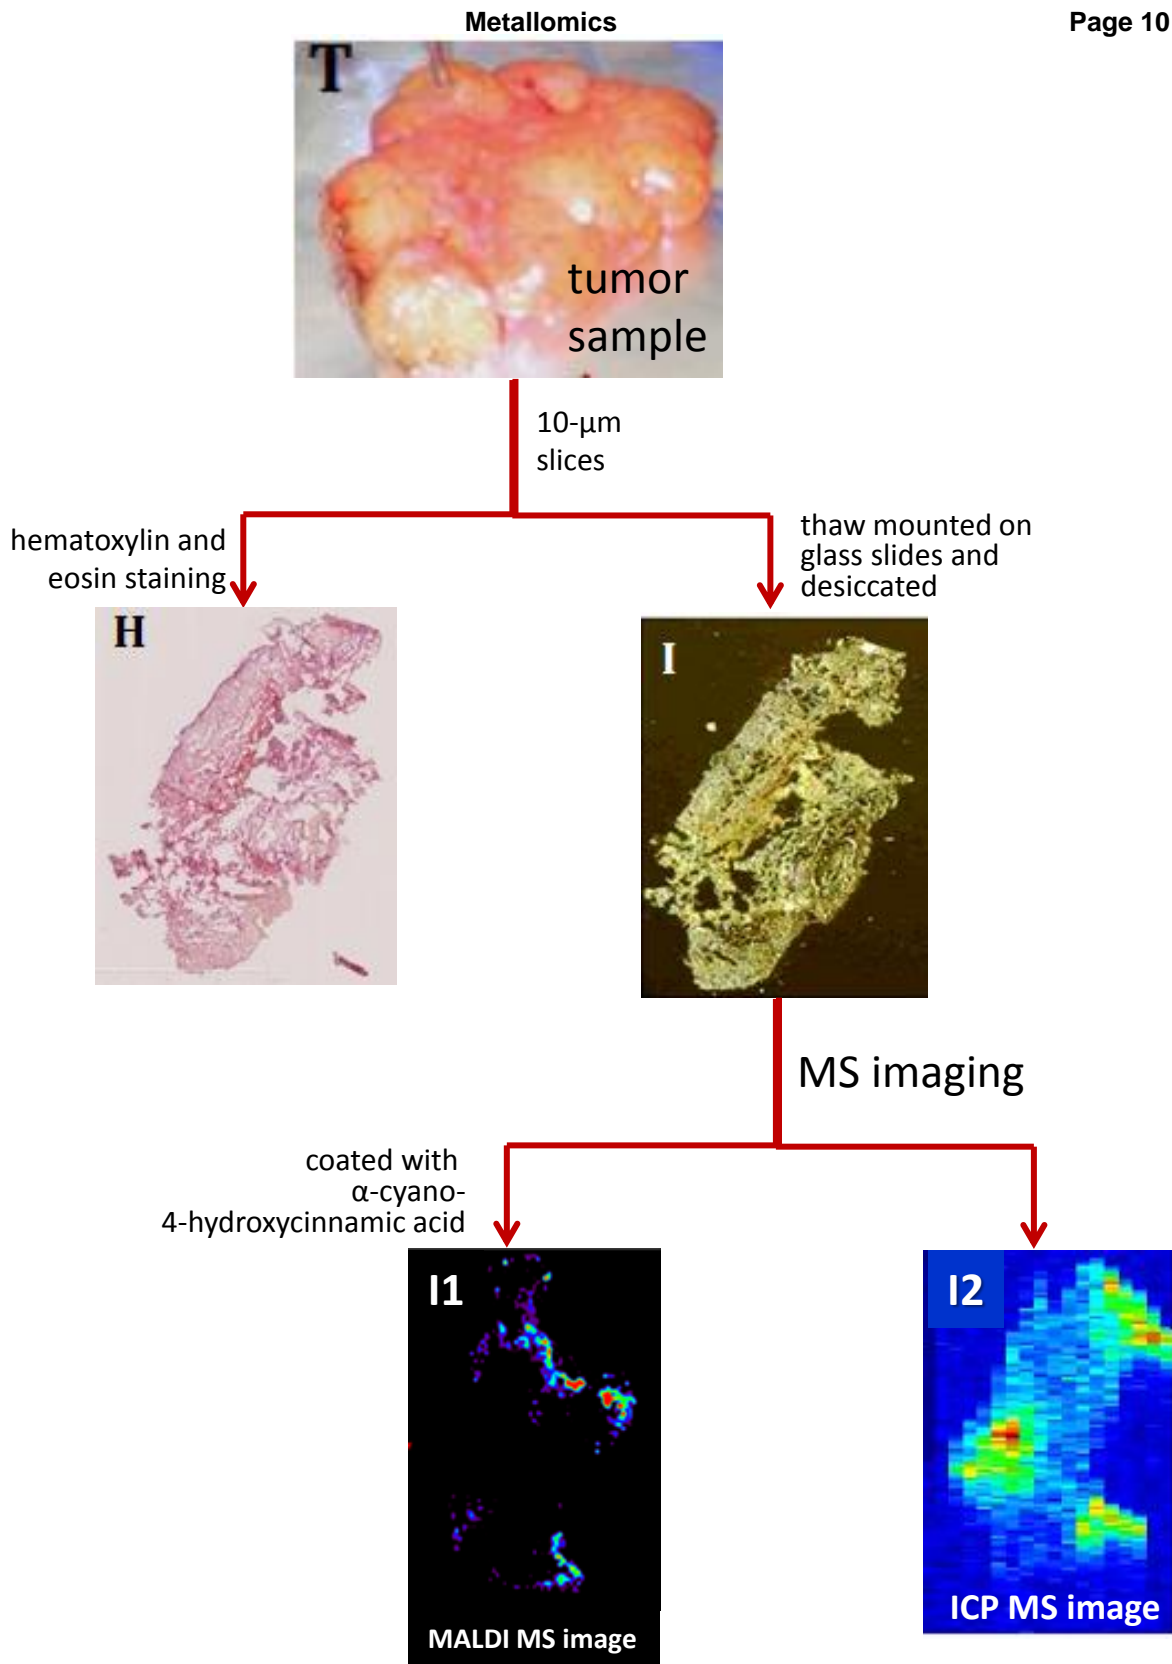 Metallomics
Page 10
T
tumor
sample
10-μm
slices
hematoxylin and
eosin staining
thaw mounted on
glass slides and
desiccated
H
I
MS imaging
coated with
α-cyano-
4-hydroxycinnamic acid
I1
I2
MALDI MS image
ICP MS image